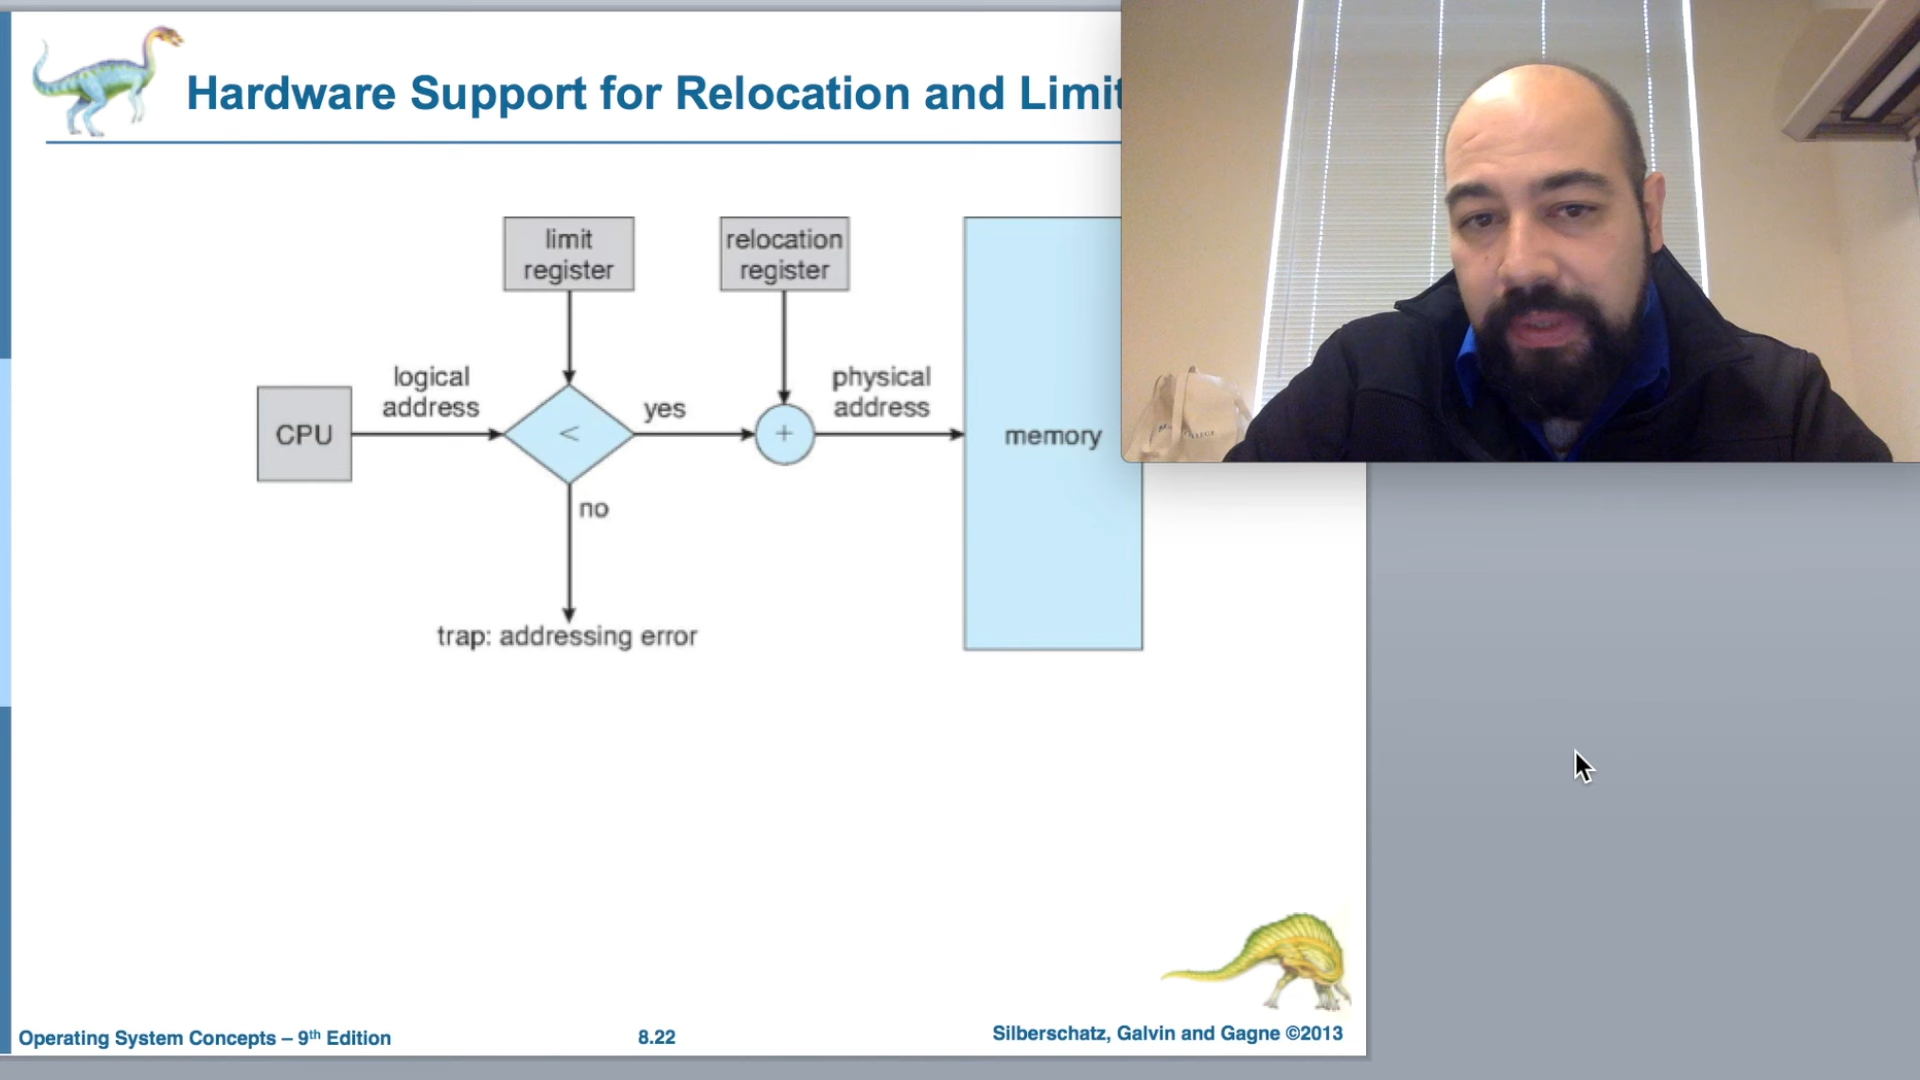 Hardware Support for Relocation and Limit
limit
register
relocation
register
logical
address
yes
physical
address
CPU
<
+
memory
no
trap: addressing error
Operating System Concepts – 9th Edition
8.22
Silberschatz, Galvin and Gagne ©2013